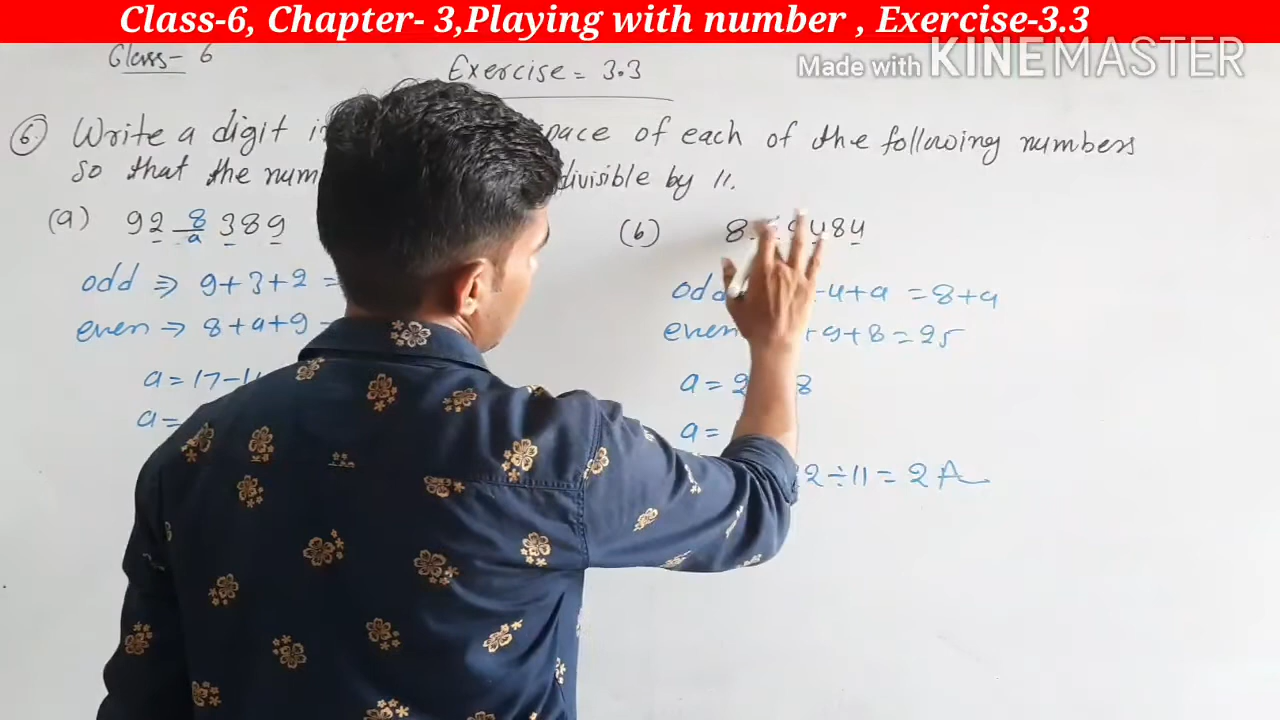 Class-6, Chapter- 3,Playing with number , Exercise-3.3
Made with KINEMASTER
Class- 6
Exercise = 3.3
6. Write a digit in space of each of the following numbers
so that the num divisible by 11.
(a) 92 8 389
a
(b) 8 9484
odd ⇒ 9+3+2 =
odd -4+a = 8+a
even → 8+a+9 -
even +9+8 = 25
a = 17-11
a = 2 8
a =
a =
2 ÷ 11 = 2 A